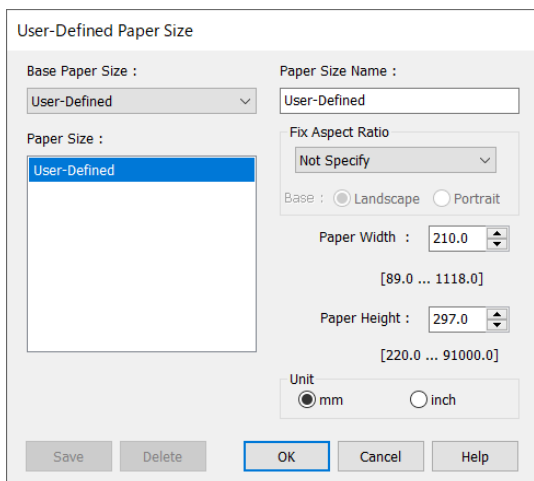 User-Defined Paper Size
Base Paper Size :
User-Defined
Paper Size :
User-Defined
Paper Size Name :
User-Defined
Fix Aspect Ratio
Not Specify
Base : Landscape Portrait
Paper Width : 210.0
[89.0 ... 1118.0]
Paper Height : 297.0
[220.0 ... 91000.0]
Unit
mm inch
Save Delete OK Cancel Help